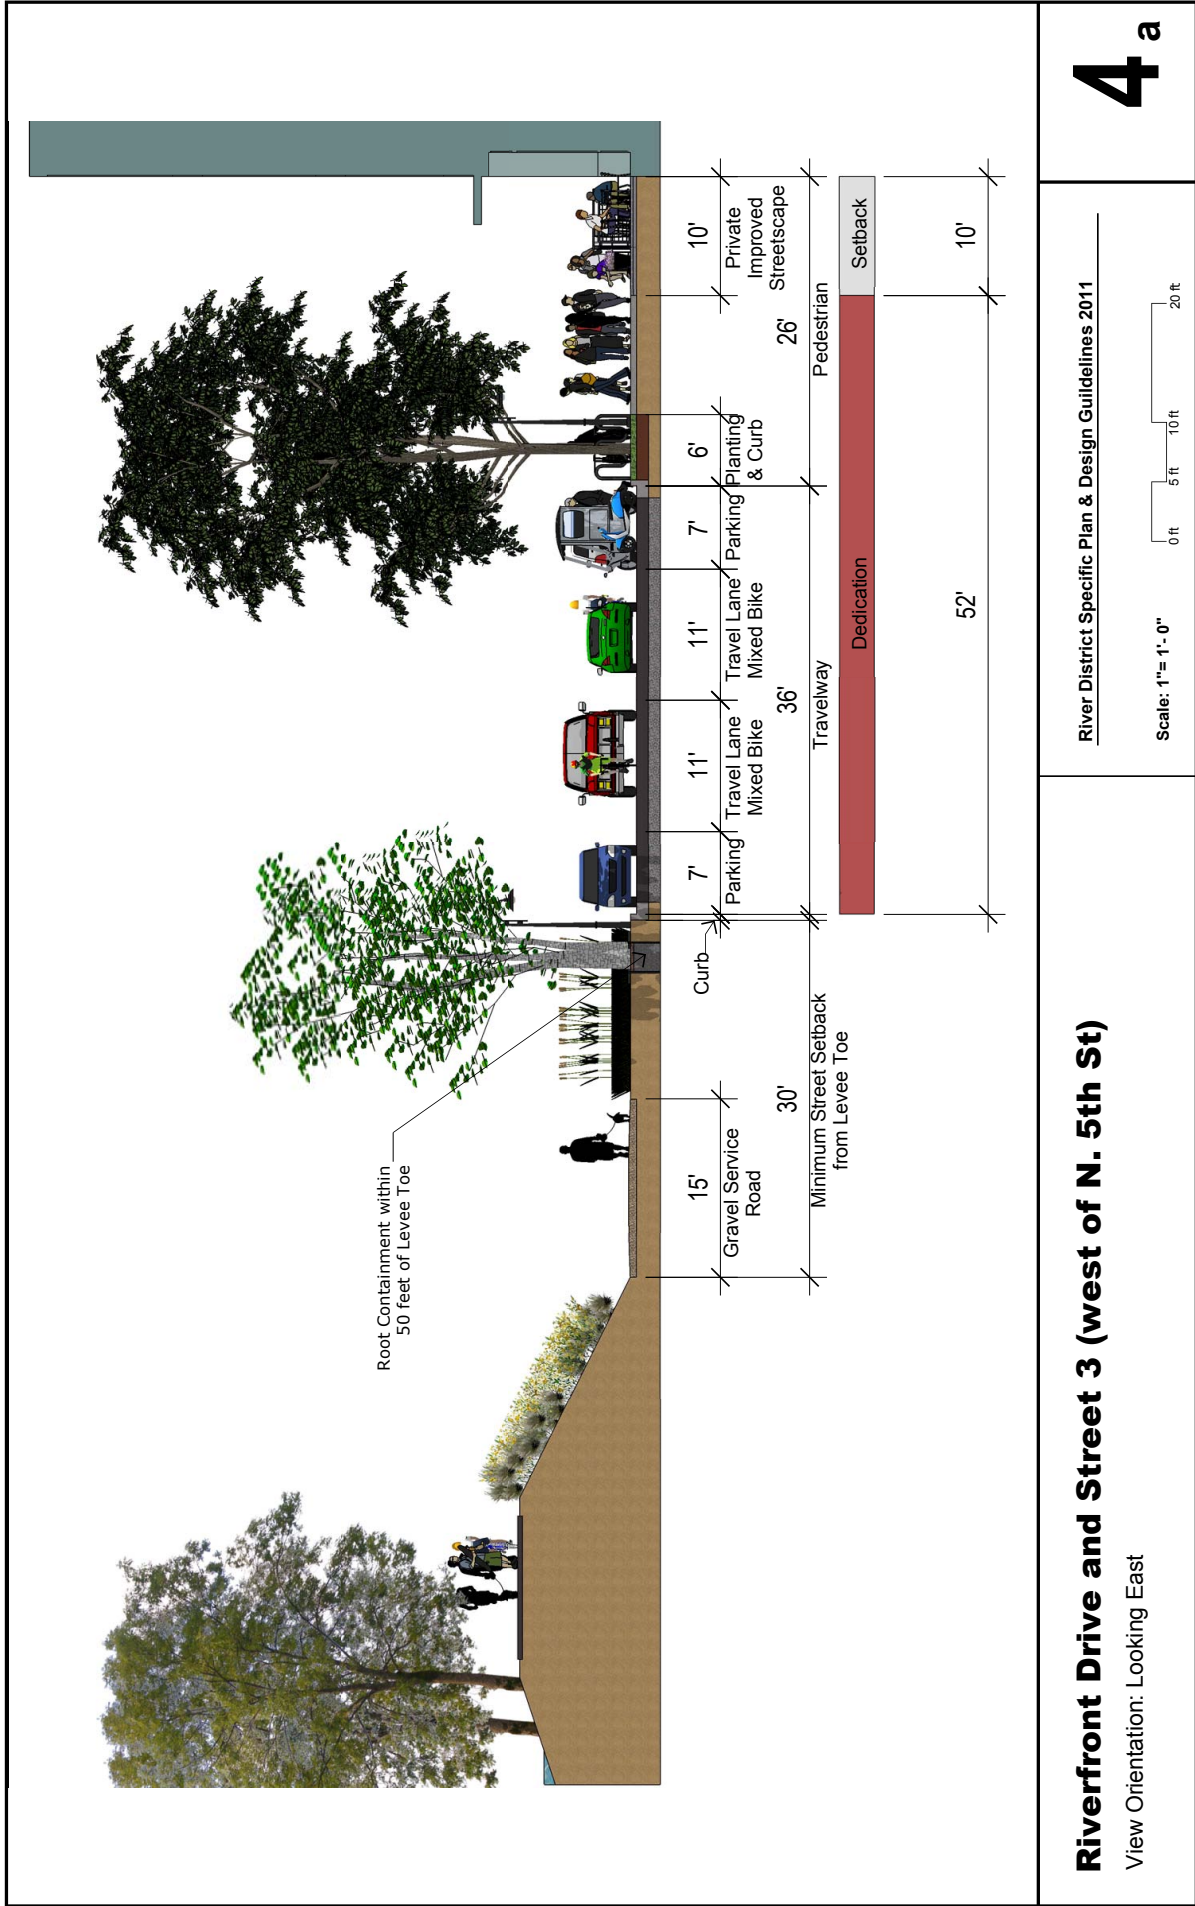 Root Containment within
50 feet of Levee Toe
15'
Gravel Service
Road
Curb
7'
Parking
11'
Travel Lane
Mixed Bike
11'
Travel Lane
Mixed Bike
7'
Parking
6'
Planting
& Curb
10'
Private
Improved
Streetscape
30'
Minimum Street Setback
from Levee Toe
36'
Travelway
26'
Pedestrian
Dedication
Setback
52'
10'
Riverfront Drive and Street 3 (west of N. 5th St)
View Orientation: Looking East
River District Specific Plan & Design Guildelines 2011
Scale: 1"= 1'- 0"
0 ft
5 ft
10 ft
20 ft
4 a